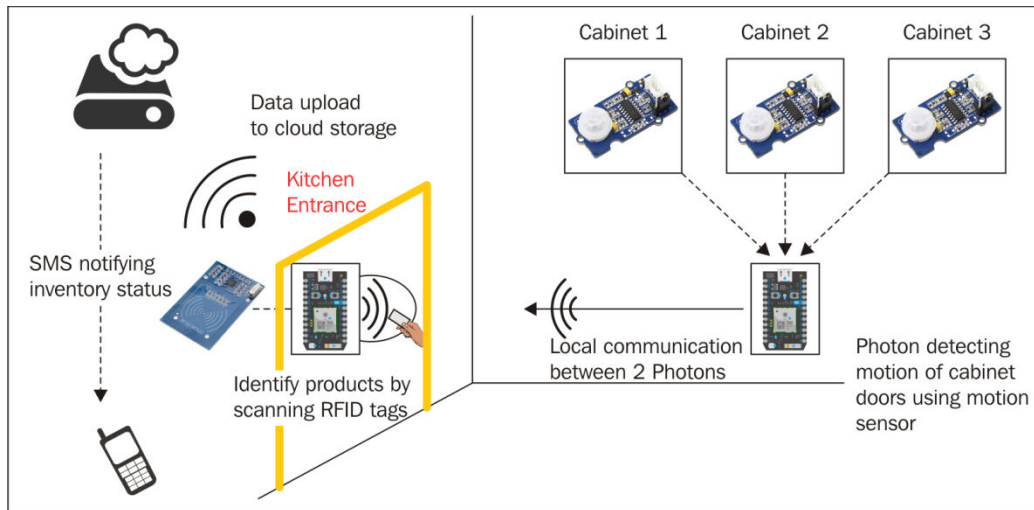 Cabinet 1
Cabinet 2
Cabinet 3
Data upload
to cloud storage
Kitchen
Entrance
SMS notifying
inventory status
Identify products by
scanning RFID tags
Local communication
between 2 Photons
Photon detecting
motion of cabinet
doors using motion
sensor